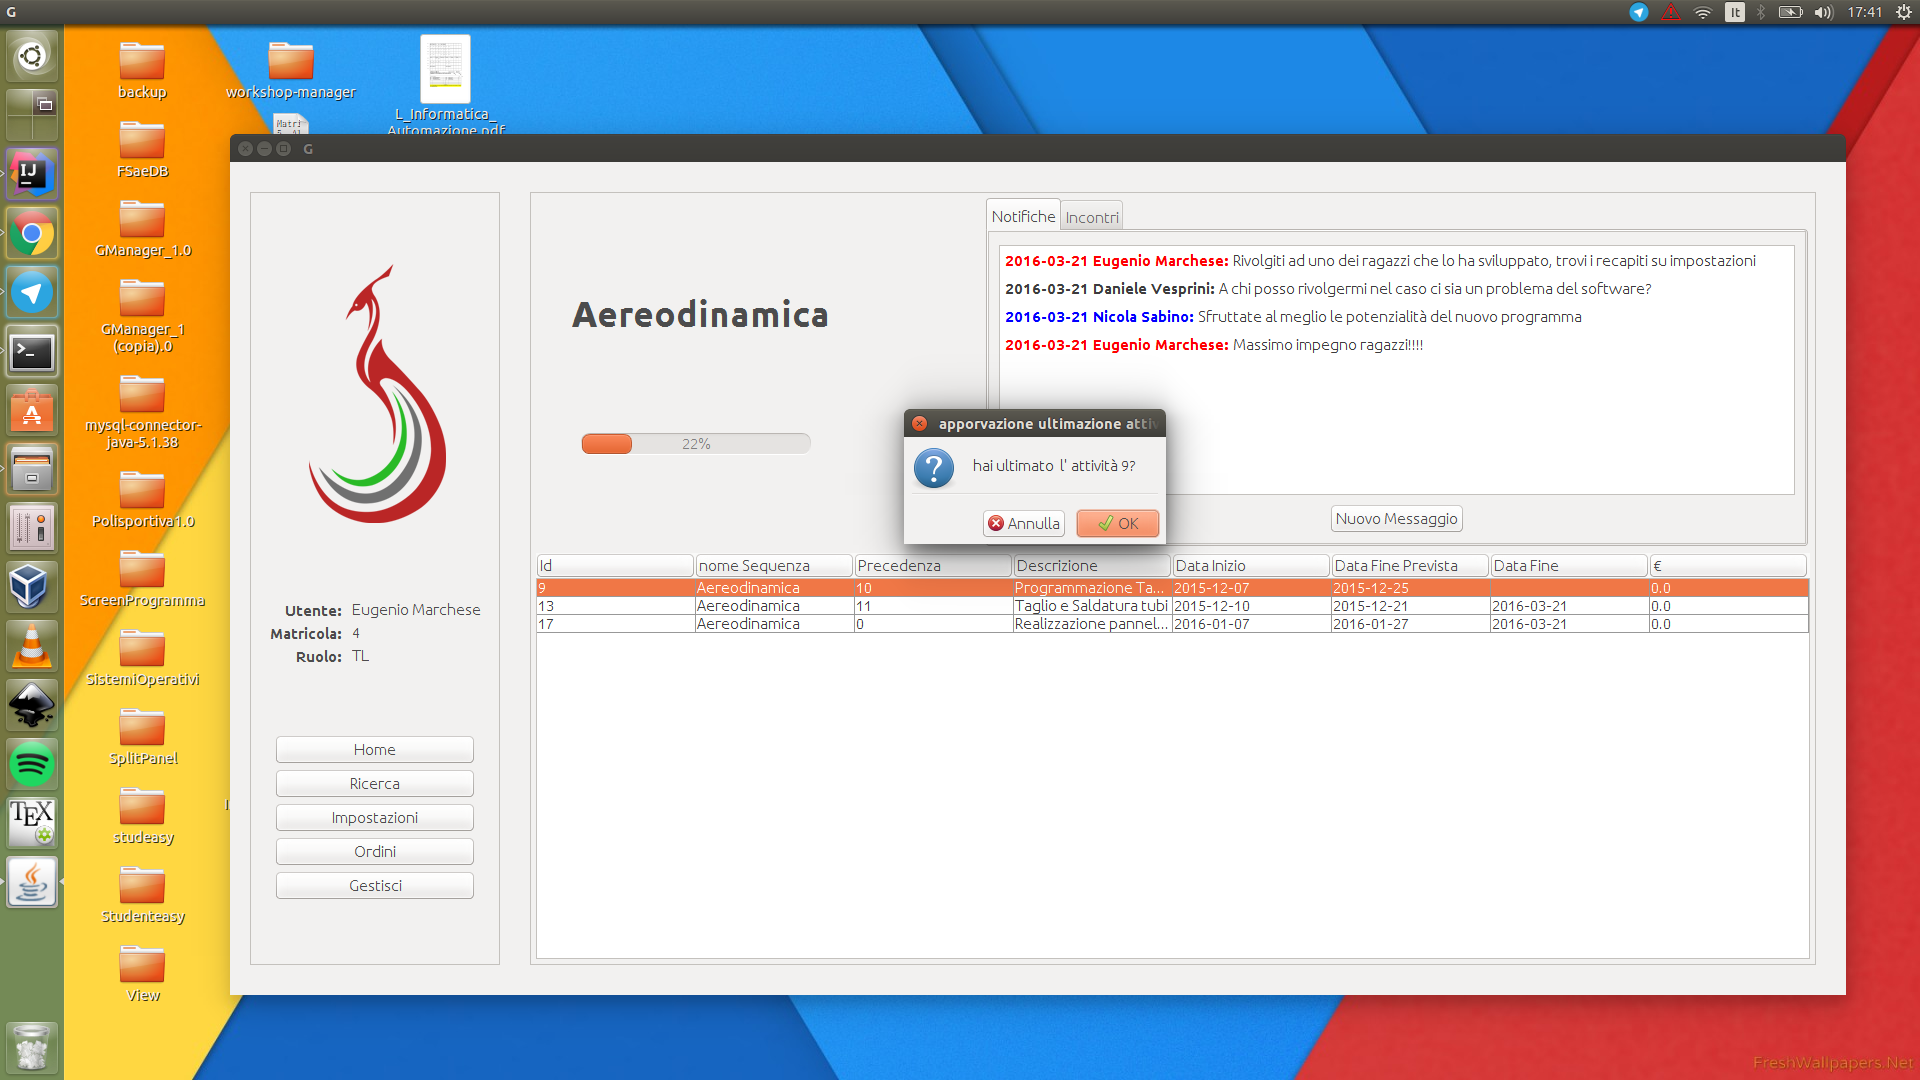 G
It
17:41
backup
workshop-manager
L_Informatica_
Automazione.pdf
Matri
FSaeDB
GManager_1.0
GManager_1
(copia).0
mysql-connector-
java-5.1.38
Polisportiva1.0
ScreenProgramma
SistemiOperativi
SplitPanel
studeasy
Studenteasy
View
IJ
TEX
G
Utente: Eugenio Marchese
Matricola: 4
Ruolo: TL
Home
Ricerca
Impostazioni
Ordini
Gestisci
Aereodinamica
22%
Notifiche Incontri
2016-03-21 Eugenio Marchese: Rivolgiti ad uno dei ragazzi che lo ha sviluppato, trovi i recapiti su impostazioni
2016-03-21 Daniele Vesprini: A chi posso rivolgermi nel caso ci sia un problema del software?
2016-03-21 Nicola Sabino: Sfruttate al meglio le potenzialità del nuovo programma
2016-03-21 Eugenio Marchese: Massimo impegno ragazzi!!!!
Nuovo Messaggio
apporvazione ultimazione attiv
hai ultimato l' attività 9?
Annulla OK
Id nome Sequenza Precedenza Descrizione Data Inizio Data Fine Prevista Data Fine €
9 Aereodinamica 10 Programmazione Ta... 2015-12-07 2015-12-25 0.0
13 Aereodinamica 11 Taglio e Saldatura tubi 2015-12-10 2015-12-21 2016-03-21 0.0
17 Aereodinamica 0 Realizzazione pannel... 2016-01-07 2016-01-27 2016-03-21 0.0
FreshWallpapers.Net